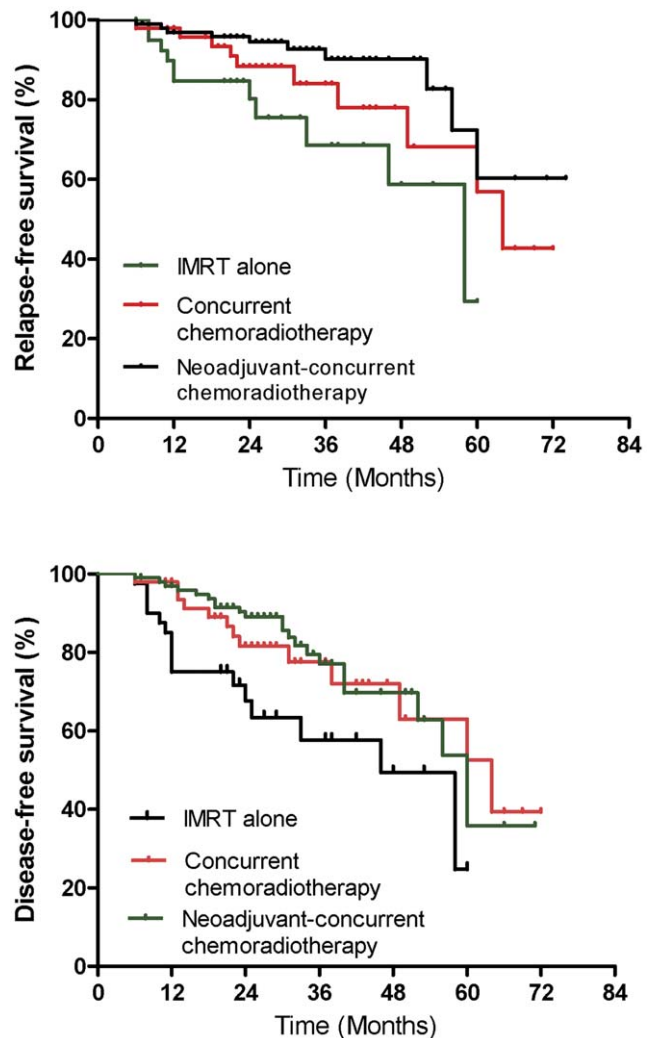 Relapse-free survival (%)
100
80
60
40
20
0
IMRT alone
Concurrent
chemoradiotherapy
Neoadjuvant-concurrent
chemoradiotherapy
0 12 24 36 48 60 72 84
Time (Months)
Disease-free survival (%)
100
80
60
40
20
0
IMRT alone
Concurrent
chemoradiotherapy
Neoadjuvant-concurrent
chemoradiotherapy
0 12 24 36 48 60 72 84
Time (Months)